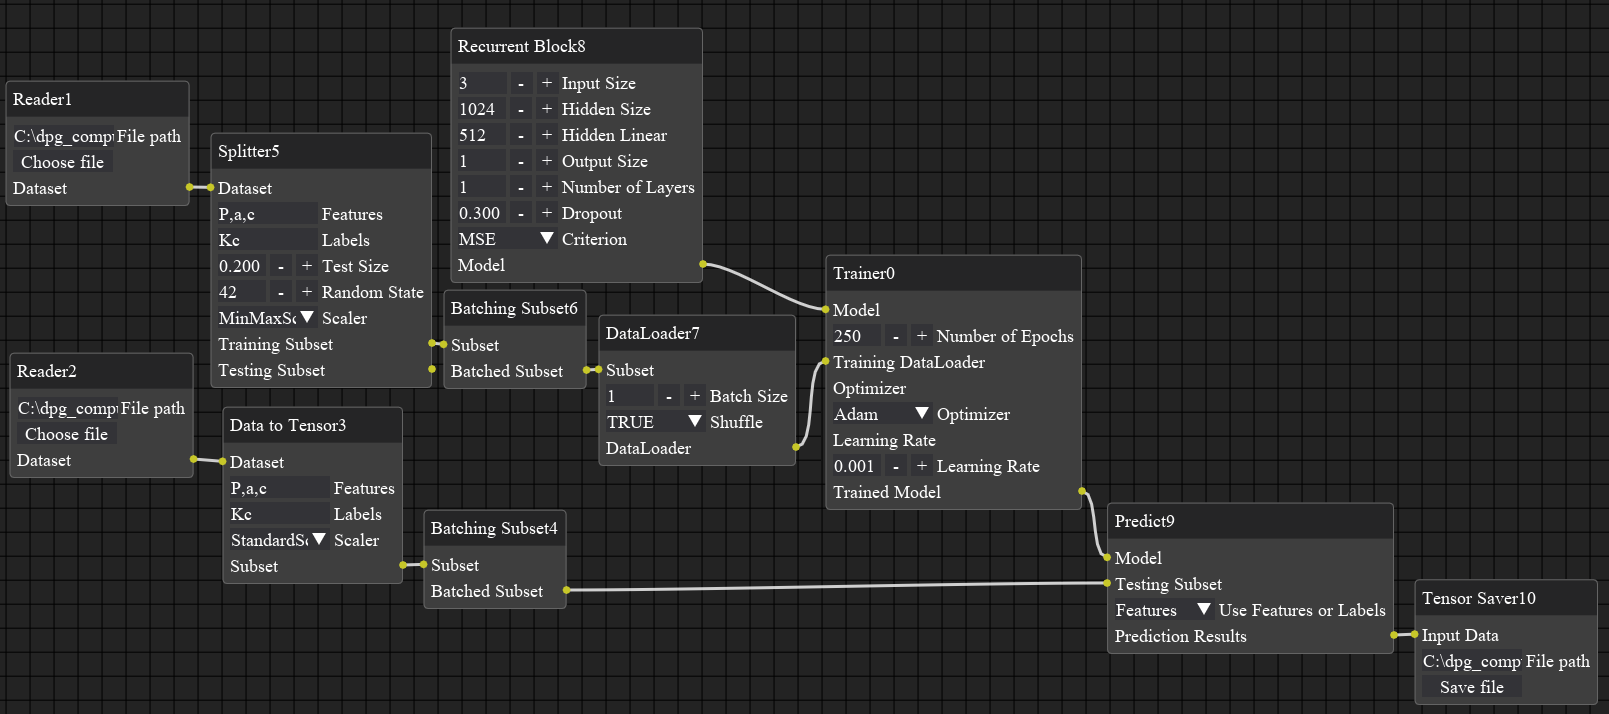 Reader1
C:\dpg_comp File path
Choose file
Dataset
Splitter5
Dataset
P,a,c Features
Kc Labels
0.200 - + Test Size
42 - + Random State
MinMaxSc Scaler
Training Subset
Testing Subset
Recurrent Block8
3 - + Input Size
1024 - + Hidden Size
512 - + Hidden Linear
1 - + Output Size
1 - + Number of Layers
0.300 - + Dropout
MSE Criterion
Model
Batching Subset6
Subset
Batched Subset
DataLoader7
Subset
1 - + Batch Size
TRUE Shuffle
DataLoader
Trainer0
Model
250 - + Number of Epochs
Training DataLoader
Optimizer
Adam Optimizer
Learning Rate
0.001 - + Learning Rate
Trained Model
Reader2
C:\dpg_comp File path
Choose file
Dataset
Data to Tensor3
Dataset
P,a,c Features
Kc Labels
StandardSc Scaler
Subset
Batching Subset4
Subset
Batched Subset
Predict9
Model
Testing Subset
Features Use Features or Labels
Prediction Results
Tensor Saver10
Input Data
C:\dpg_comp File path
Save file